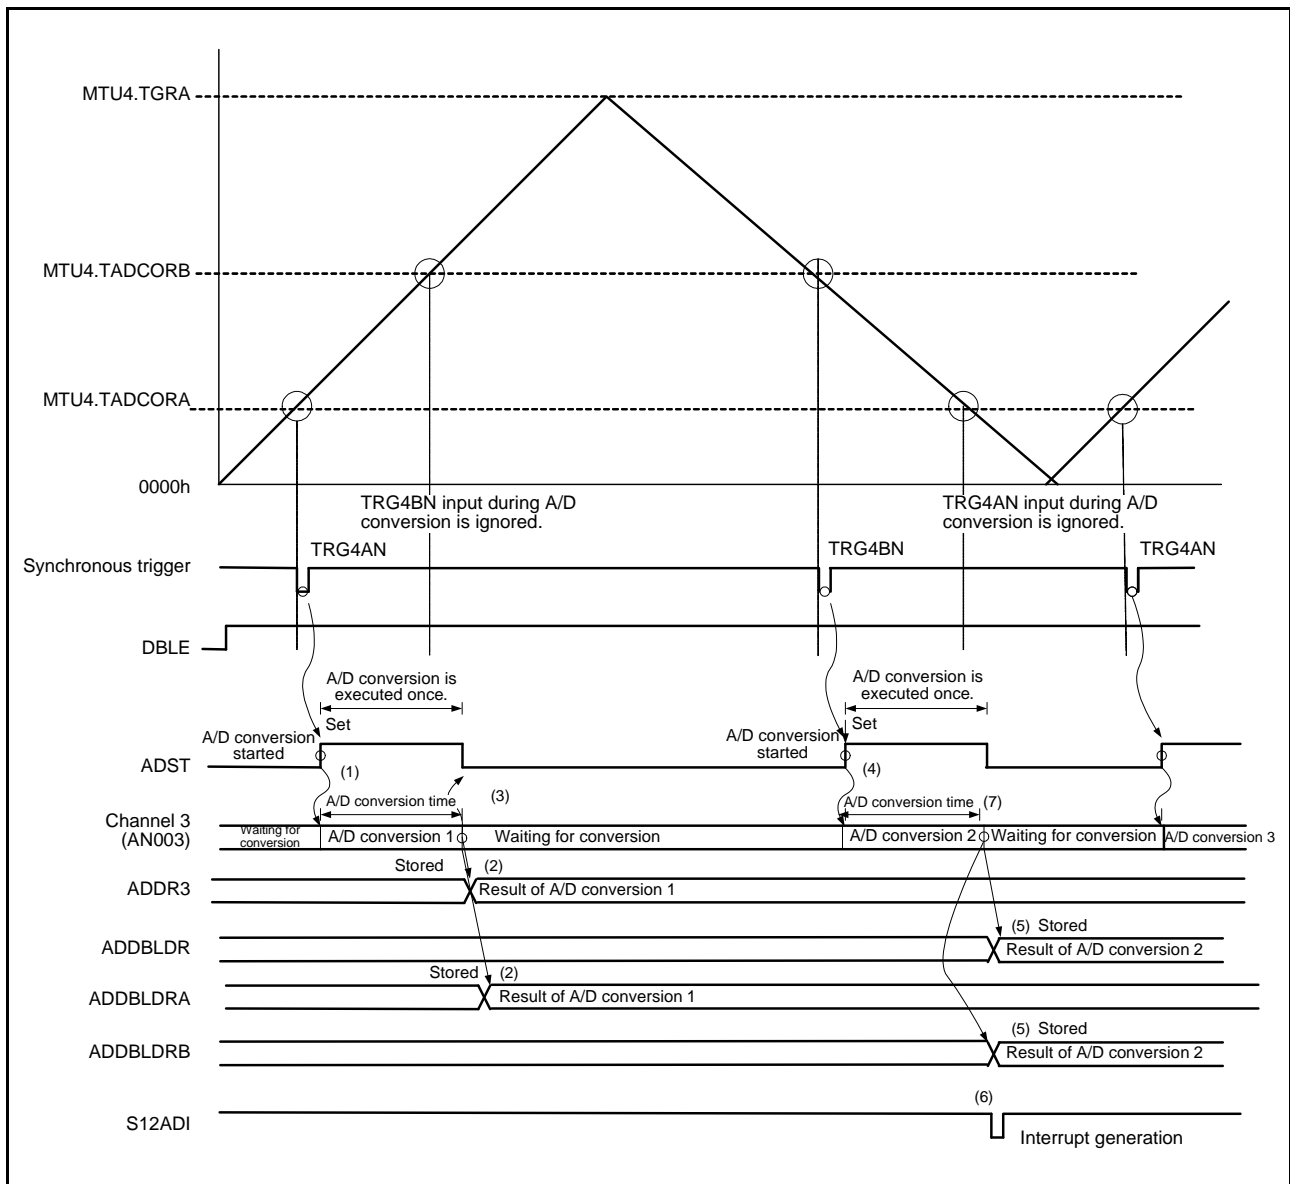 MTU4.TGRA
MTU4.TADCORB
MTU4.TADCORA
0000h
TRG4BN input during A/D
conversion is ignored.
TRG4AN input during A/D
conversion is ignored.
TRG4AN
TRG4BN
TRG4AN
Synchronous trigger
DBLE
A/D conversion is
executed once.
A/D conversion is
executed once.
Set
Set
A/D conversion
started
A/D conversion
started
ADST
(1)
(4)
(3)
A/D conversion time
A/D conversion time
(7)
Channel 3
(AN003)
Waiting for
conversion
A/D conversion 1
Waiting for conversion
A/D conversion 2
Waiting for conversion
A/D conversion 3
Stored
(2)
ADDR3
Result of A/D conversion 1
(5) Stored
ADDBLDR
Result of A/D conversion 2
Stored
(2)
ADDBLDRA
Result of A/D conversion 1
(5) Stored
ADDBLDRB
Result of A/D conversion 2
(6)
S12ADI
Interrupt generation